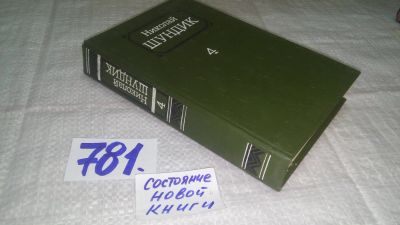 Николай
ШУНДИК
4
Николай
ШУНДИК
4
781.
СОСТОЯНИЕ
НОВОЙ
КНИГИ